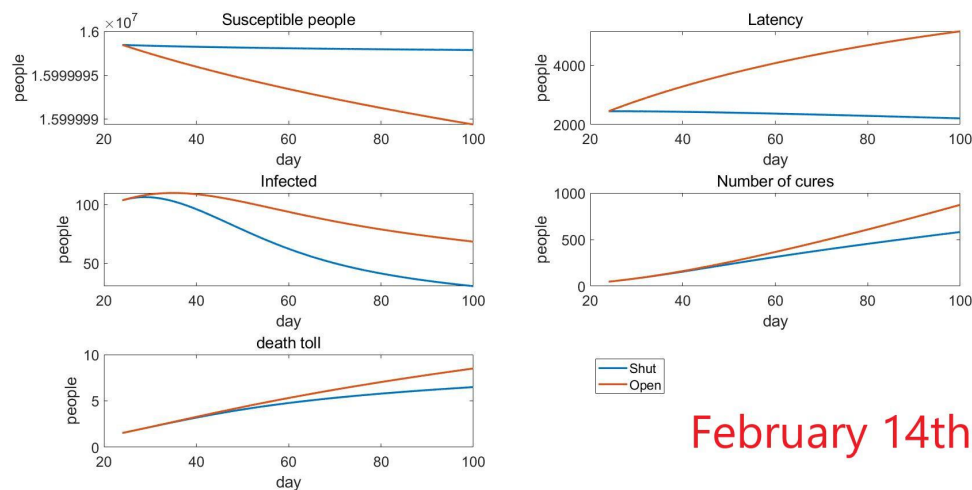 Susceptible people
×10⁷
1.6
1.5999995
1.599999
people
20 40 60 80 100
day
Latency
4000
2000
people
20 40 60 80 100
day
Infected
100
50
people
20 40 60 80 100
day
Number of cures
1000
500
0
people
20 40 60 80 100
day
death toll
10
5
0
people
20 40 60 80 100
day
Shut
Open
February 14th